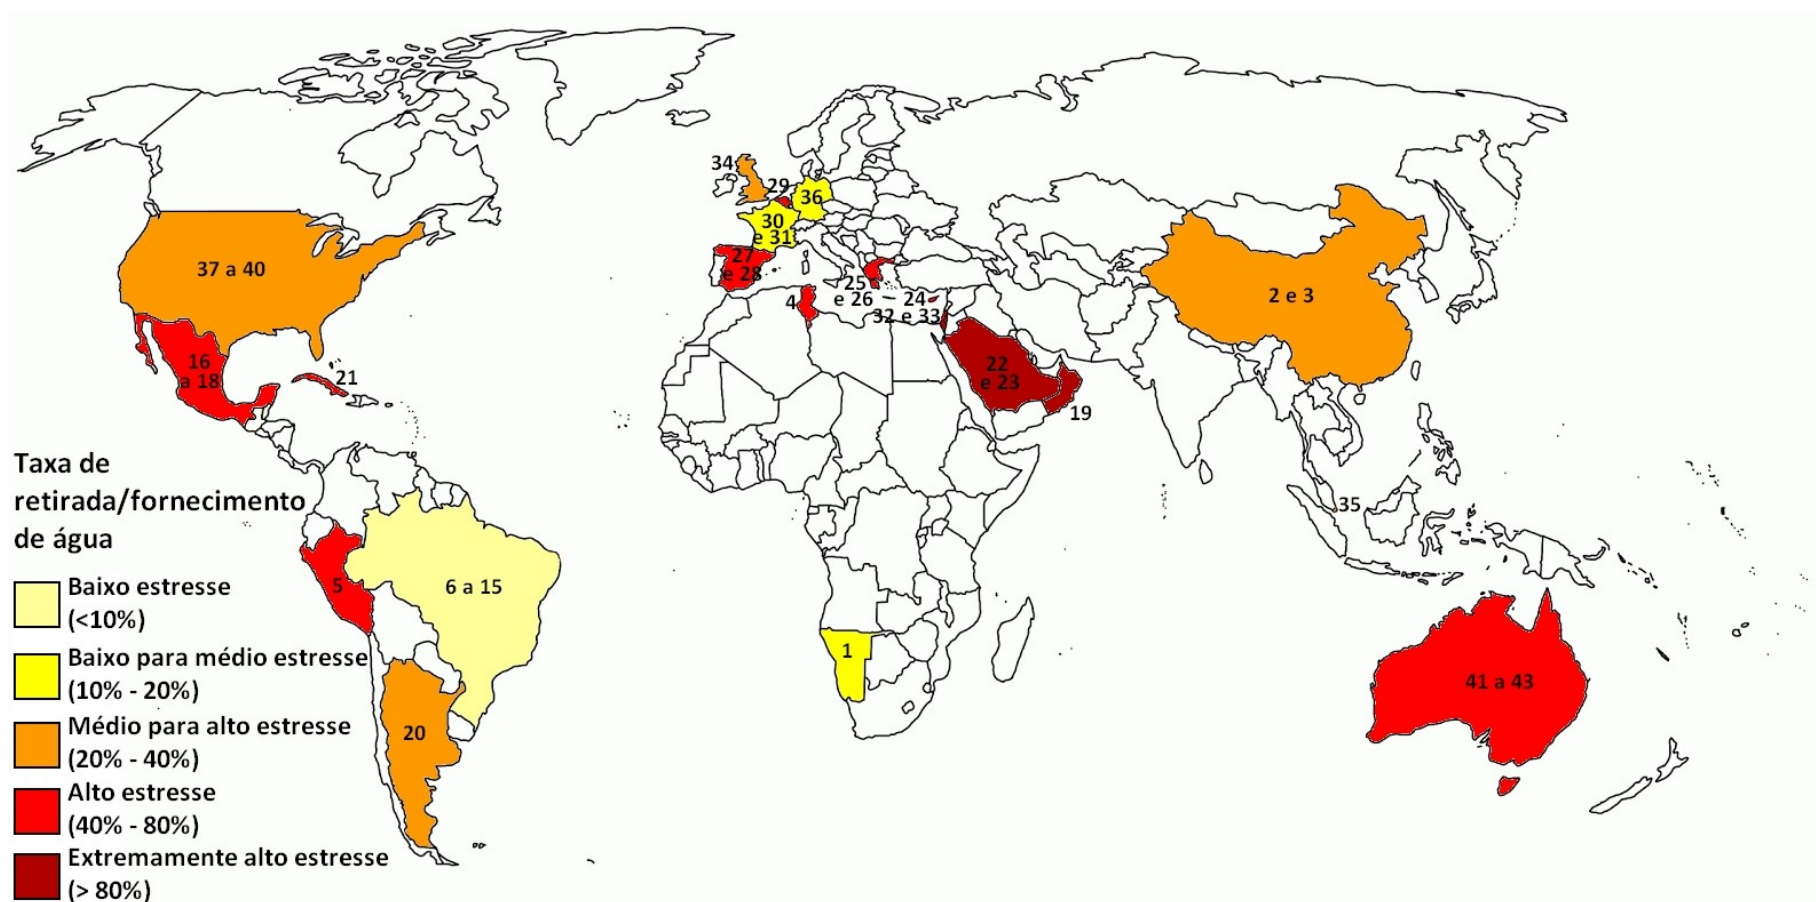 34
29
36
30
e 31
27
e 28
37 a 40
25
e 26
24
4
32 e 33
2 e 3
16
a 18
21
22
e 23
19
35
5
6 a 15
1
41 a 43
20
Taxa de
retirada/fornecimento
de água
Baixo estresse
(<10%)
Baixo para médio estresse
(10% - 20%)
Médio para alto estresse
(20% - 40%)
Alto estresse
(40% - 80%)
Extremamente alto estresse
(> 80%)